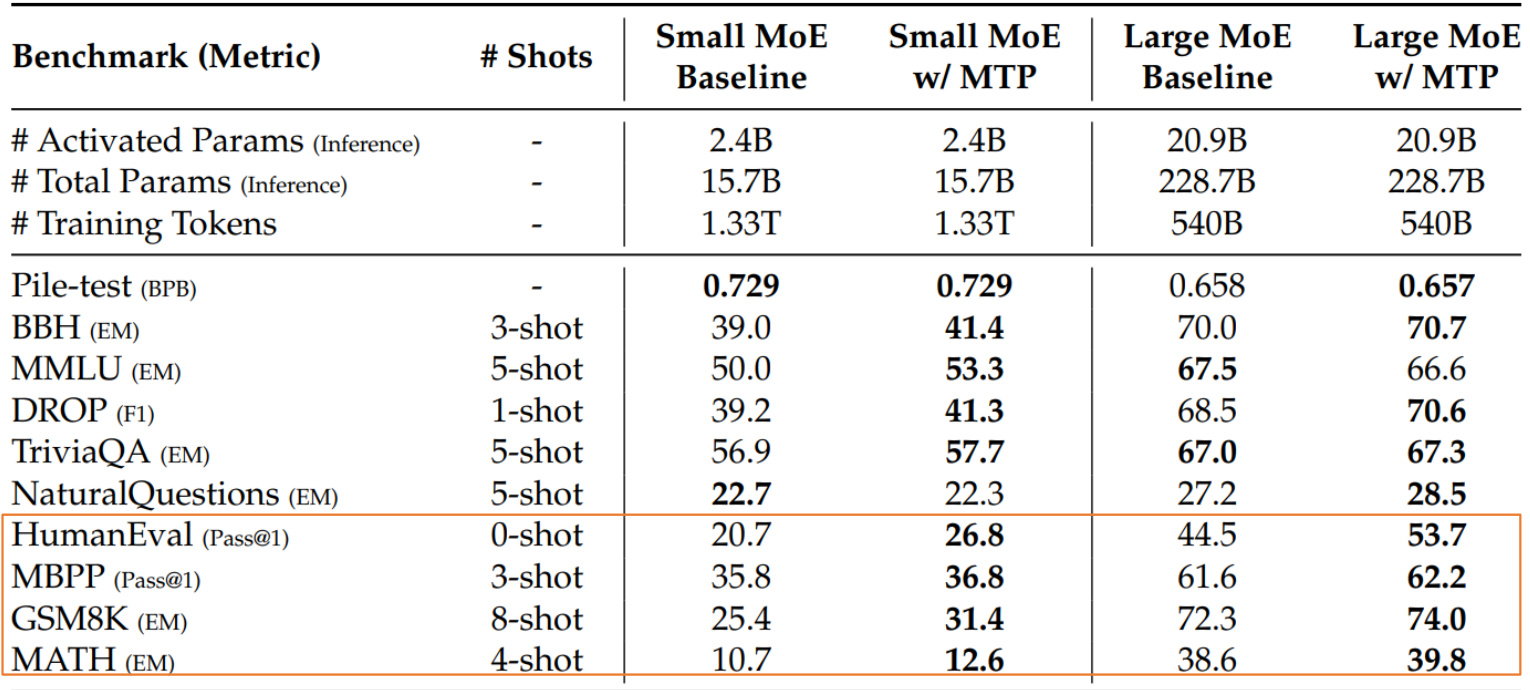 Benchmark (Metric) # Shots Small MoE Baseline Small MoE w/ MTP Large MoE Baseline Large MoE w/ MTP
# Activated Params (Inference) - 2.4B 2.4B 20.9B 20.9B
# Total Params (Inference) - 15.7B 15.7B 228.7B 228.7B
# Training Tokens - 1.33T 1.33T 540B 540B
Pile-test (BPB) - 0.729 0.729 0.658 0.657
BBH (EM) 3-shot 39.0 41.4 70.0 70.7
MMLU (EM) 5-shot 50.0 53.3 67.5 66.6
DROP (F1) 1-shot 39.2 41.3 68.5 70.6
TriviaQA (EM) 5-shot 56.9 57.7 67.0 67.3
NaturalQuestions (EM) 5-shot 22.7 22.3 27.2 28.5
HumanEval (Pass@1) 0-shot 20.7 26.8 44.5 53.7
MBPP (Pass@1) 3-shot 35.8 36.8 61.6 62.2
GSM8K (EM) 8-shot 25.4 31.4 72.3 74.0
MATH (EM) 4-shot 10.7 12.6 38.6 39.8